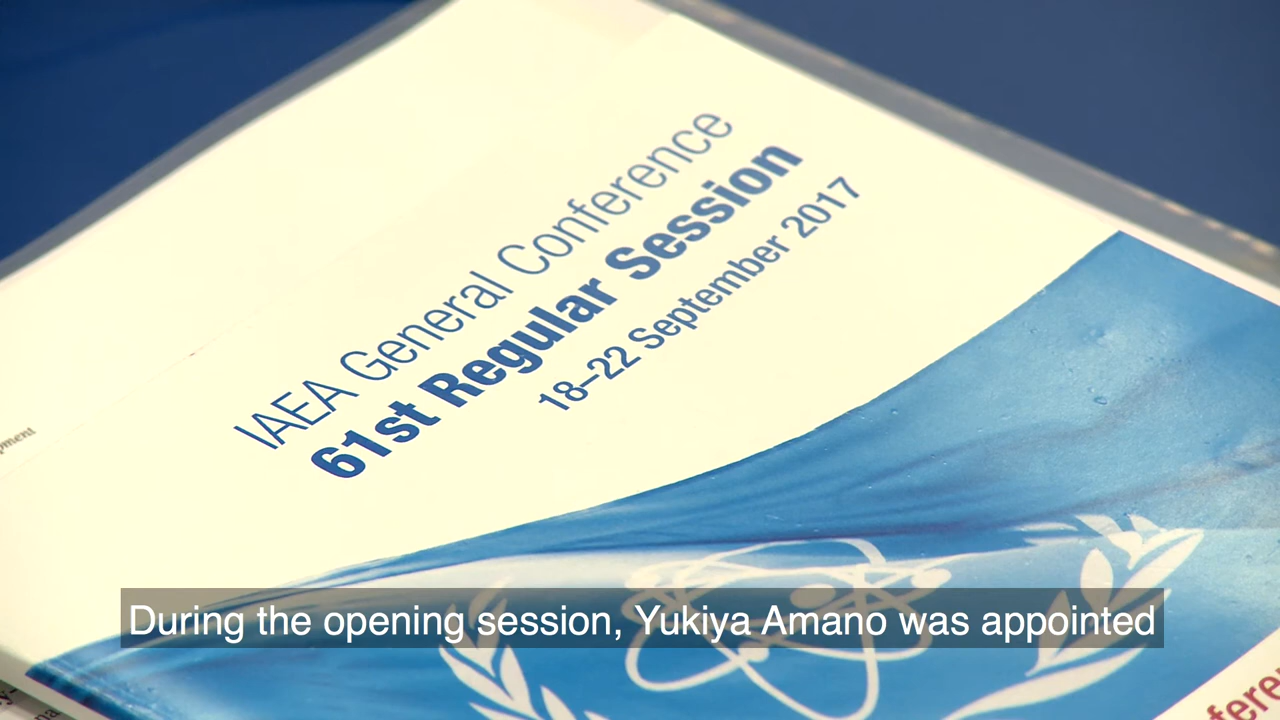 IAEA General Conference
61st Regular Session
18–22 September 2017
During the opening session, Yukiya Amano was appointed